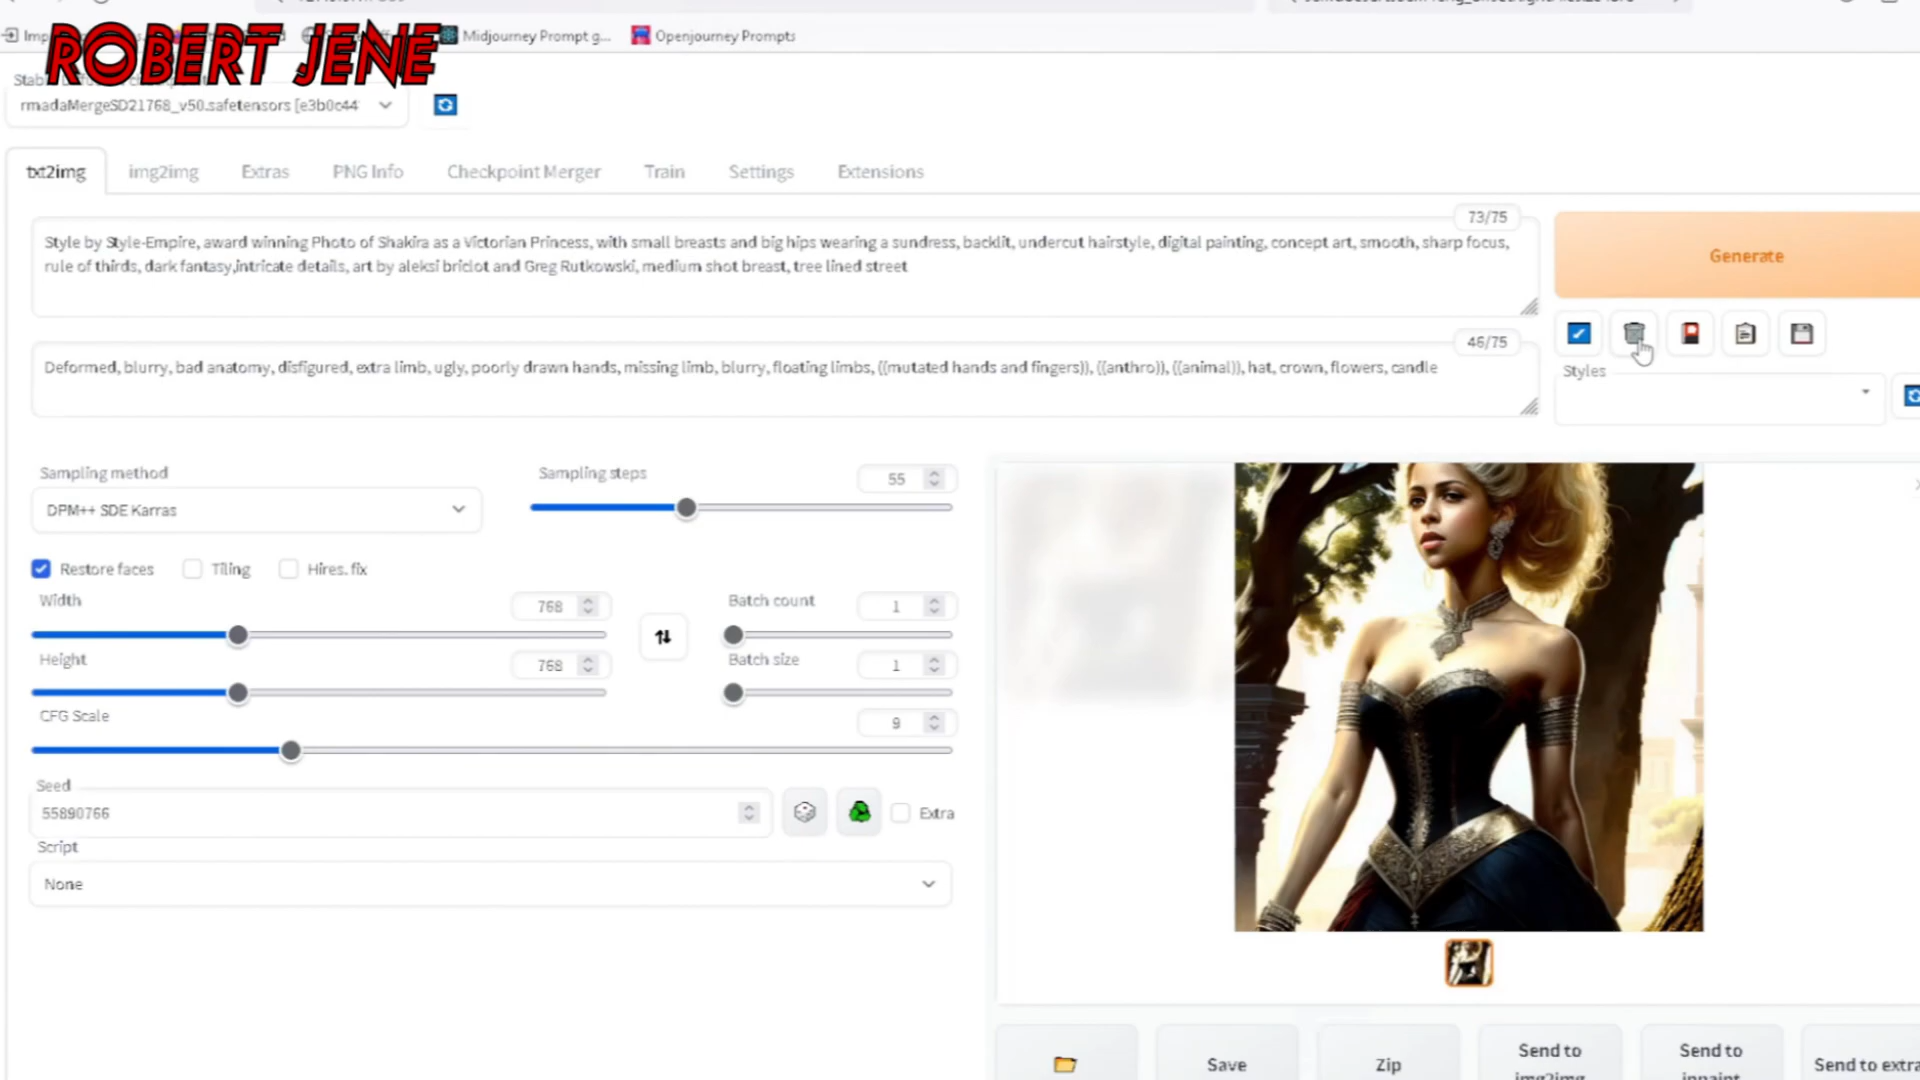 ROBERT JENE
Midjourney Prompt g...
Openjourney Prompts
rmadaMergeSD21768_v50.safetensors [e3b0c44
txt2img
img2img
Extras
PNG Info
Checkpoint Merger
Train
Settings
Extensions
73/75
Style by Style-Empire, award winning Photo of Shakira as a Victorian Princess, with small breasts and big hips wearing a sundress, backlit, undercut hairstyle, digital painting, concept art, smooth, sharp focus,
rule of thirds, dark fantasy,intricate details, art by aleksi briclot and Greg Rutkowski, medium shot breast, tree lined street
Generate
46/75
Deformed, blurry, bad anatomy, disfigured, extra limb, ugly, poorly drawn hands, missing limb, blurry, floating limbs, ((mutated hands and fingers)), ((anthro)), ((animal)), hat, crown, flowers, candle
Styles
Sampling method
DPM++ SDE Karras
Sampling steps
55
Restore faces
Tiling
Hires. fix
Width
768
Height
768
Batch count
1
Batch size
1
CFG Scale
9
Seed
55890766
Extra
Script
None
Save
Zip
Send to
img2img
Send to
inpaint
Send to extra